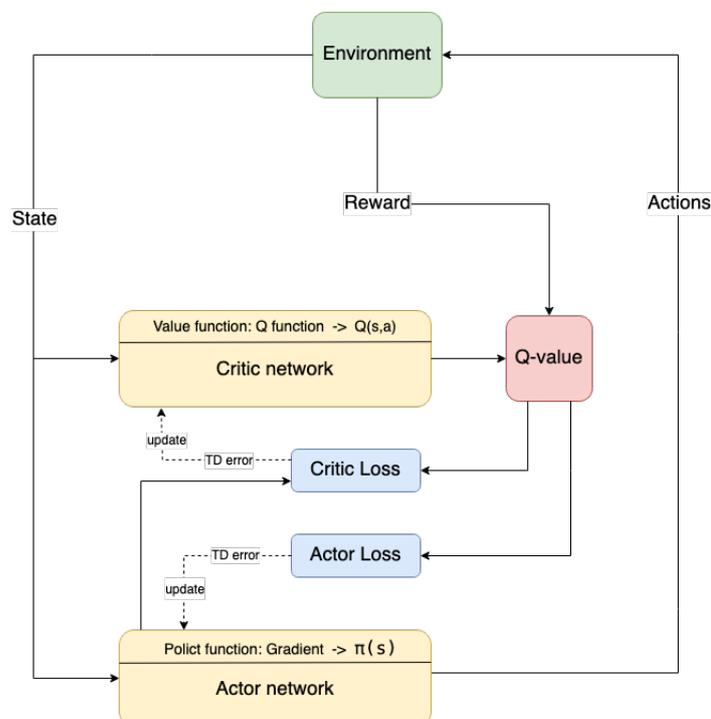 Environment
Reward
Actions
State
Value function: Q function -> Q(s,a)
Critic network
Q-value
update
TD error
Critic Loss
TD error
Actor Loss
update
Polict function: Gradient -> π(s)
Actor network